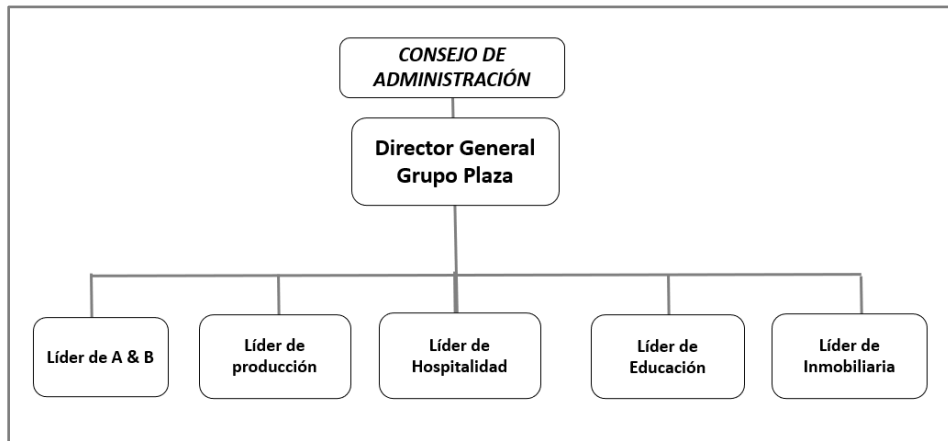 CONSEJO DE
ADMINISTRACIÓN
Director General
Grupo Plaza
Líder de A & B
Líder de
producción
Líder de
Hospitalidad
Líder de
Educación
Líder de
Inmobiliaria